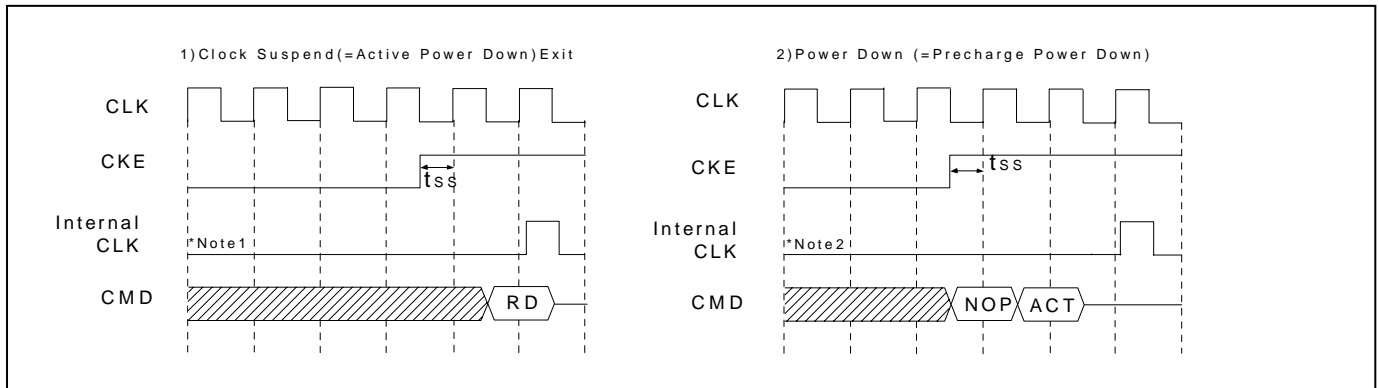 1)Clock Suspend(=Active Power Down)Exit
CLK
CKE
tss
Internal
CLK
*Note1
CMD
RD
2)Power Down (=Precharge Power Down)
CLK
CKE
tss
Internal
CLK
*Note2
CMD
NOP
ACT